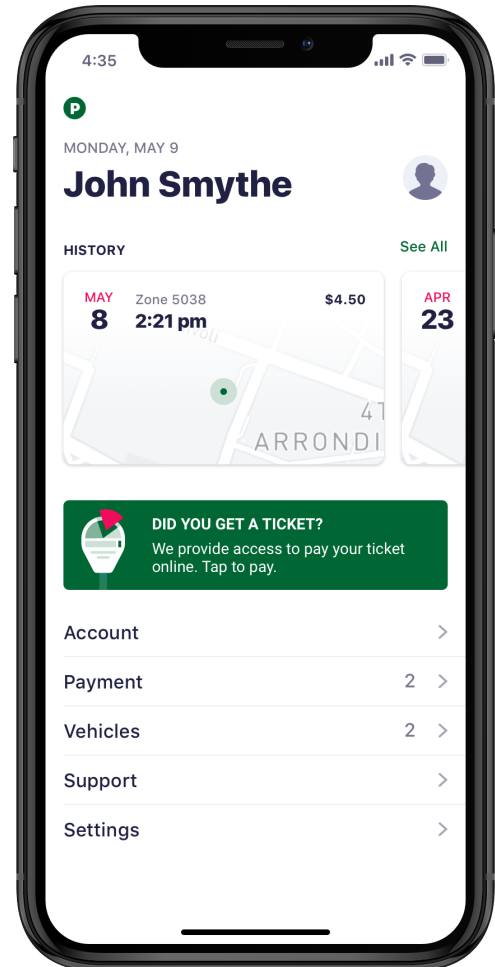 4:35
P
MONDAY, MAY 9
John Smythe
HISTORY
See All
MAY
8
Zone 5038
2:21 pm
$4.50
ARRONDI
APR
23
DID YOU GET A TICKET?
We provide access to pay your ticket
online. Tap to pay.
Account
Payment 2
Vehicles 2
Support
Settings